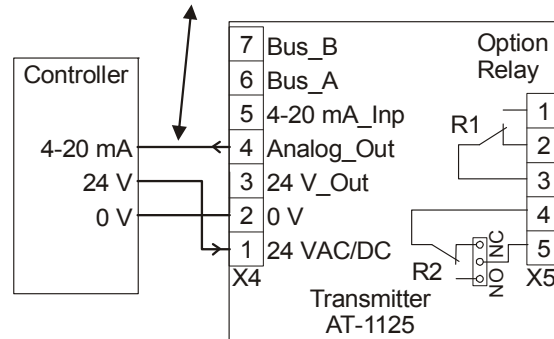 Controller
4-20 mA
24 V
0 V
7 Bus_B
6 Bus_A
5 4-20 mA_Inp
4 Analog_Out
3 24 V_Out
2 0 V
1 24 VAC/DC
X4
Option
Relay
R1
1
2
3
4
5
X5
R2
NC
NO
Transmitter
AT-1125